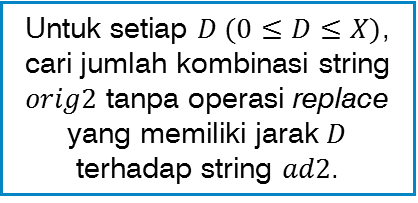 Untuk setiap D (0 ≤ D ≤ X),
cari jumlah kombinasi string
orig2 tanpa operasi replace
yang memiliki jarak D
terhadap string ad2.